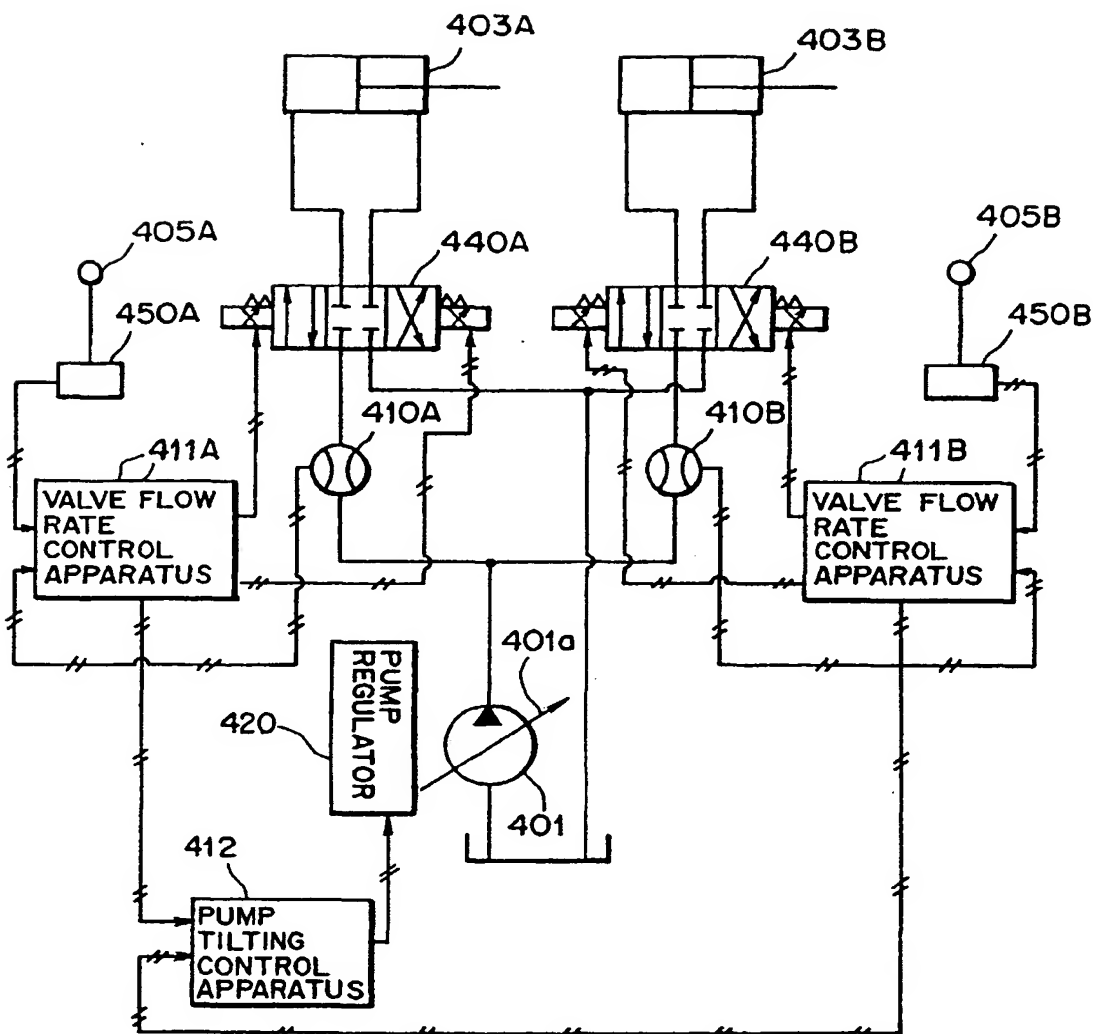 403A
403B
405A
440A
440B
405B
450A
450B
410A
410B
411A
411B
VALVE FLOW
RATE
CONTROL
APPARATUS
VALVE FLOW
RATE
CONTROL
APPARATUS
PUMP
REGULATOR
401a
420
401
412
PUMP
TILTING
CONTROL
APPARATUS